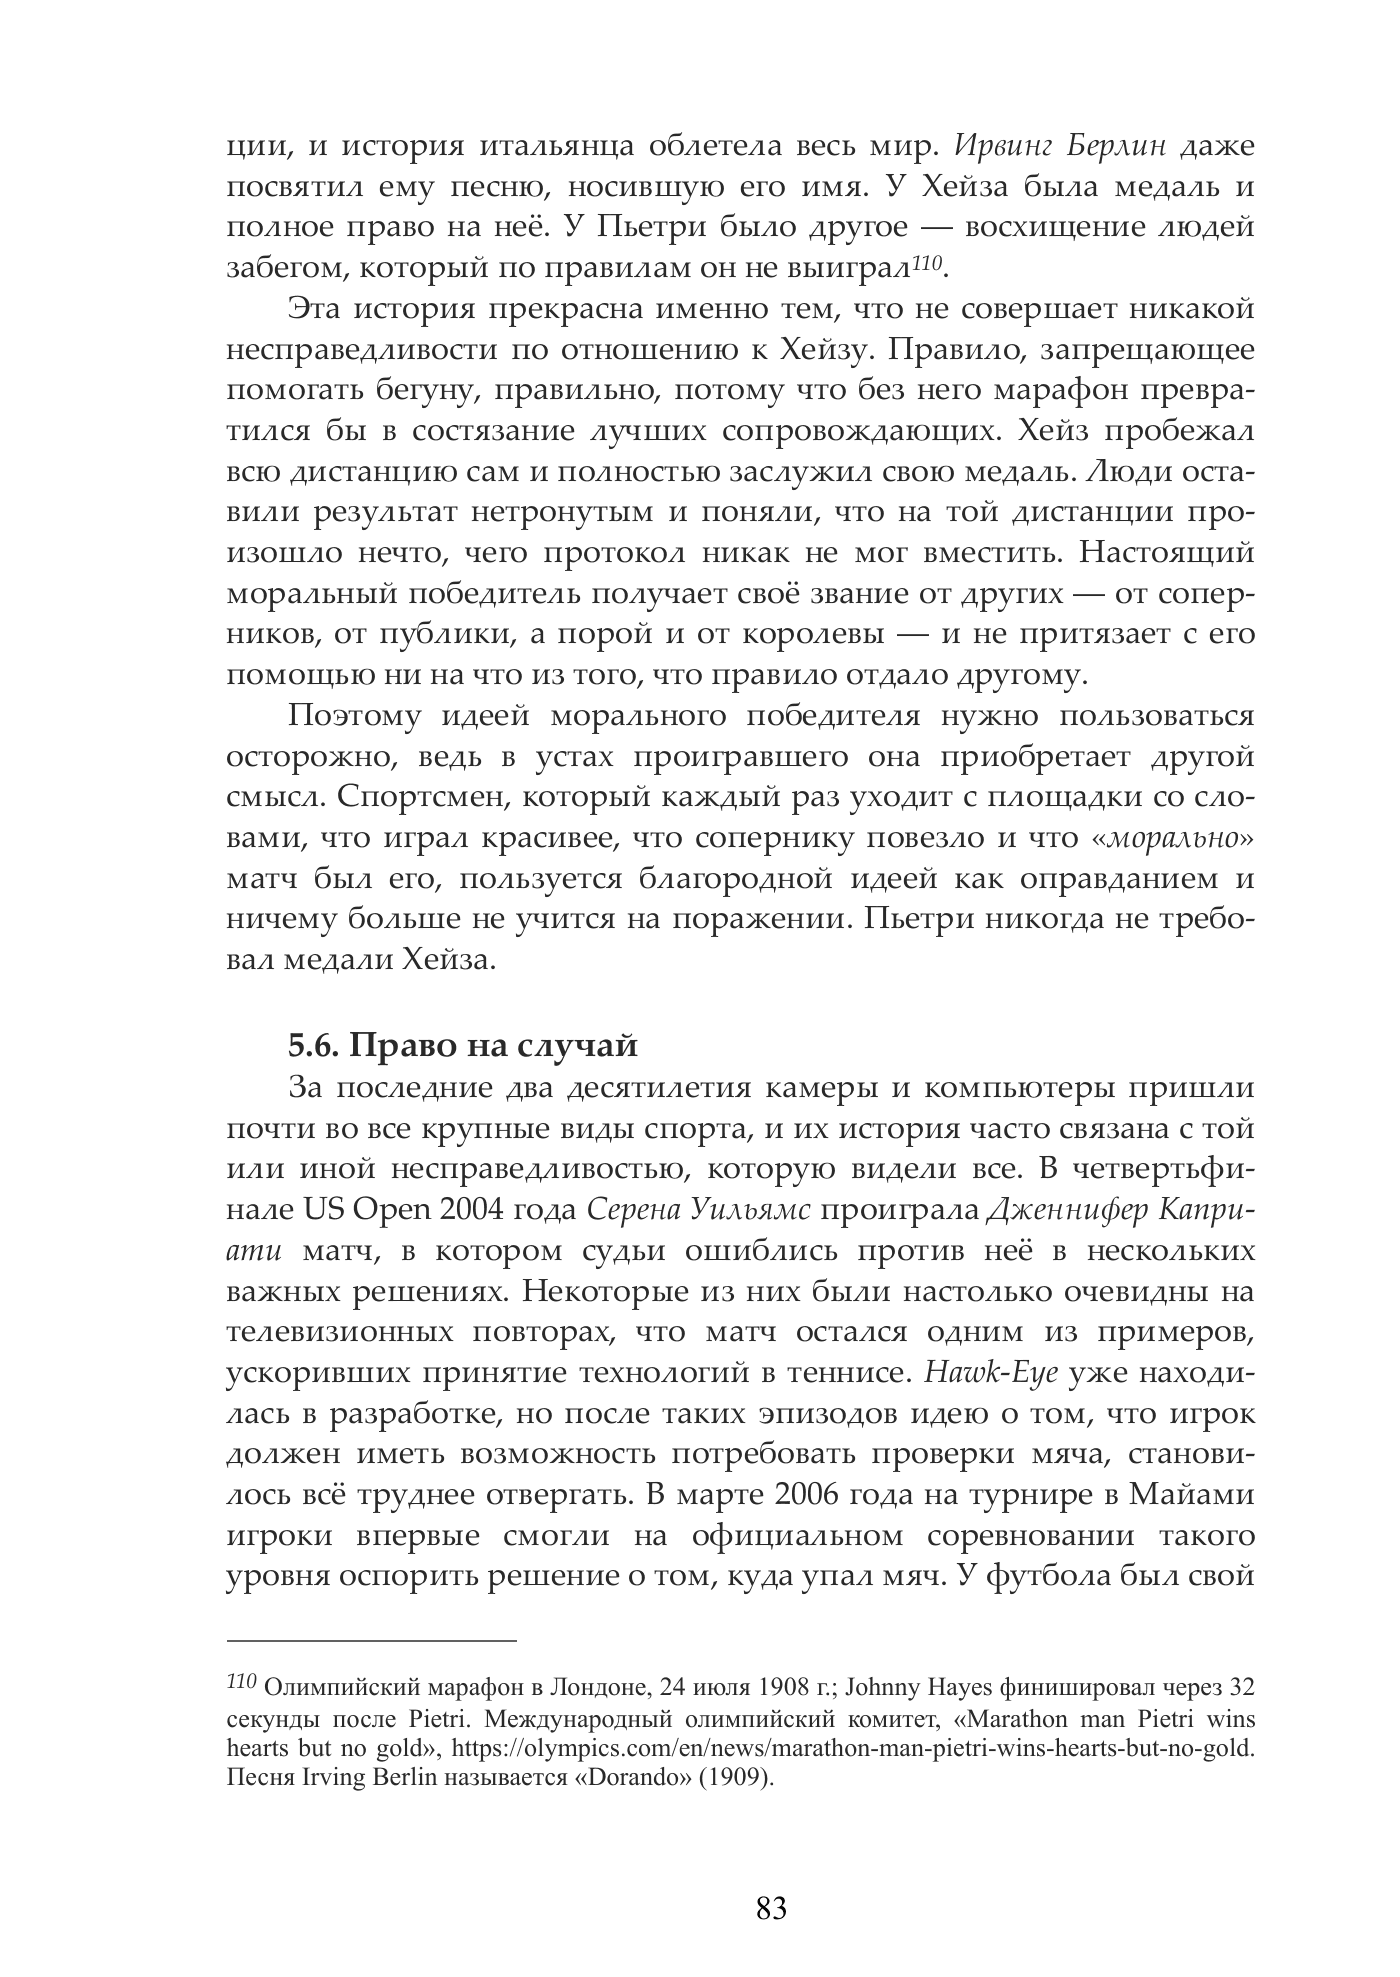 ции, и история итальянца облетела весь мир. Ирвинг Берлин даже
посвятил ему песню, носившую его имя. У Хейза была медаль и
полное право на неё. У Пьетри было другое — восхищение людей
забегом, который по правилам он не выиграл110.
Эта история прекрасна именно тем, что не совершает никакой
несправедливости по отношению к Хейзу. Правило, запрещающее
помогать бегуну, правильно, потому что без него марафон превра-
тился бы в состязание лучших сопровождающих. Хейз пробежал
всю дистанцию сам и полностью заслужил свою медаль. Люди оста-
вили результат нетронутым и поняли, что на той дистанции про-
изошло нечто, чего протокол никак не мог вместить. Настоящий
моральный победитель получает своё звание от других — от сопер-
ников, от публики, а порой и от королевы — и не притязает с его
помощью ни на что из того, что правило отдало другому.
Поэтому идеей морального победителя нужно пользоваться
осторожно, ведь в устах проигравшего она приобретает другой
смысл. Спортсмен, который каждый раз уходит с площадки со сло-
вами, что играл красивее, что сопернику повезло и что «морально»
матч был его, пользуется благородной идеей как оправданием и
ничему больше не учится на поражении. Пьетри никогда не требо-
вал медали Хейза.
5.6. Право на случай
За последние два десятилетия камеры и компьютеры пришли
почти во все крупные виды спорта, и их история часто связана с той
или иной несправедливостью, которую видели все. В четвертьфи-
нале US Open 2004 года Серена Уильямс проиграла Дженнифер Капри-
ати матч, в котором судьи ошиблись против неё в нескольких
важных решениях. Некоторые из них были настолько очевидны на
телевизионных повторах, что матч остался одним из примеров,
ускоривших принятие технологий в теннисе. Hawk-Eye уже находи-
лась в разработке, но после таких эпизодов идею о том, что игрок
должен иметь возможность потребовать проверки мяча, станови-
лось всё труднее отвергать. В марте 2006 года на турнире в Майами
игроки впервые смогли на официальном соревновании такого
уровня оспорить решение о том, куда упал мяч. У футбола был свой
110 Олимпийский марафон в Лондоне, 24 июля 1908 г.; Johnny Hayes финишировал через 32
секунды после Pietri. Международный олимпийский комитет, «Marathon man Pietri wins
hearts but no gold», https://olympics.com/en/news/marathon-man-pietri-wins-hearts-but-no-gold.
Песня Irving Berlin называется «Dorando» (1909).
83